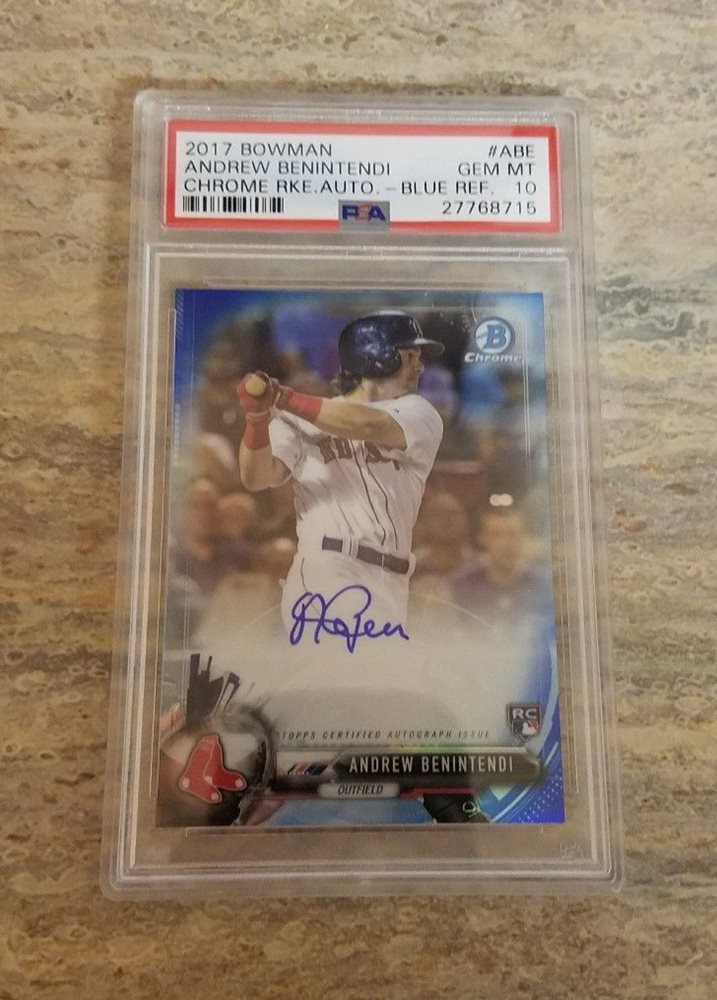 2017 BOWMAN #ABE
ANDREW BENINTENDI GEM MT
CHROME RKE.AUTO.-BLUE REF. 10
PSA 27768715
B
Chrome
TOPPS CERTIFIED AUTOGRAPH ISSUE
RC
ANDREW BENINTENDI
OUTFIELD